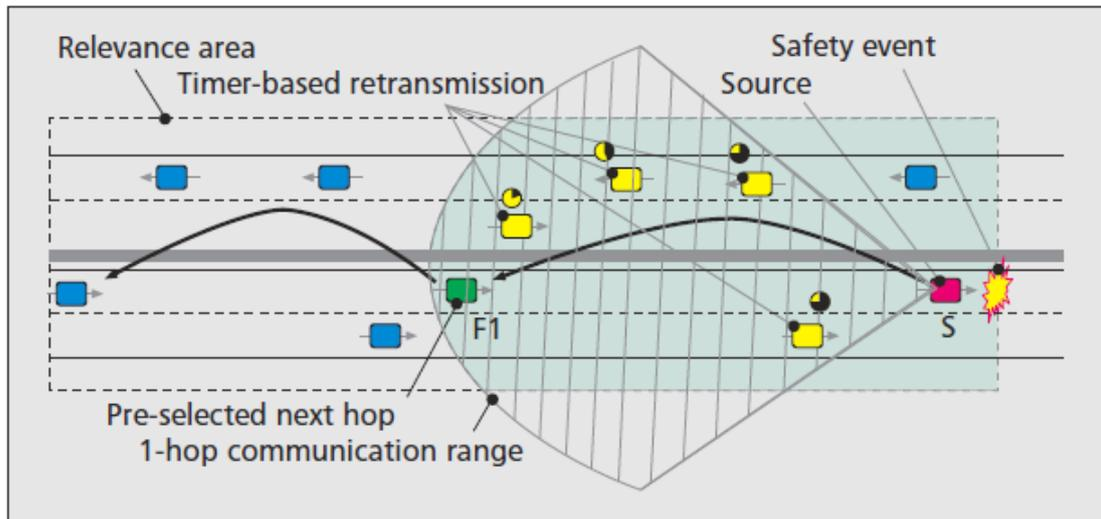 Relevance area
Safety event
Timer-based retransmission
Source
F1
S
Pre-selected next hop
1-hop communication range